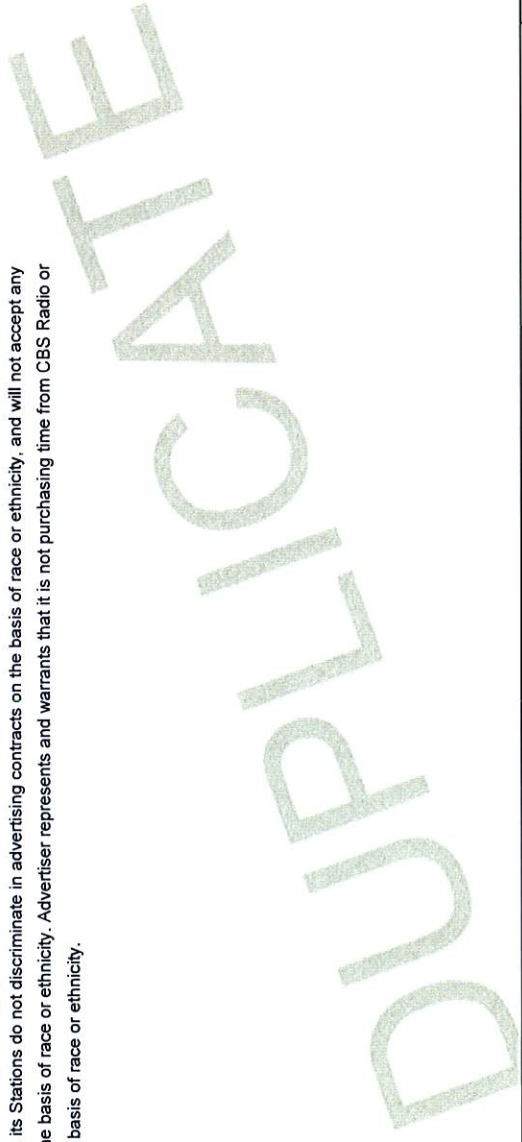 its Stations do not discriminate in advertising contracts on the basis of race or ethnicity, and will not accept any
basis of race or ethnicity. Advertiser represents and warrants that it is not purchasing time from CBS Radio or
basis of race or ethnicity.
DUPLICATE